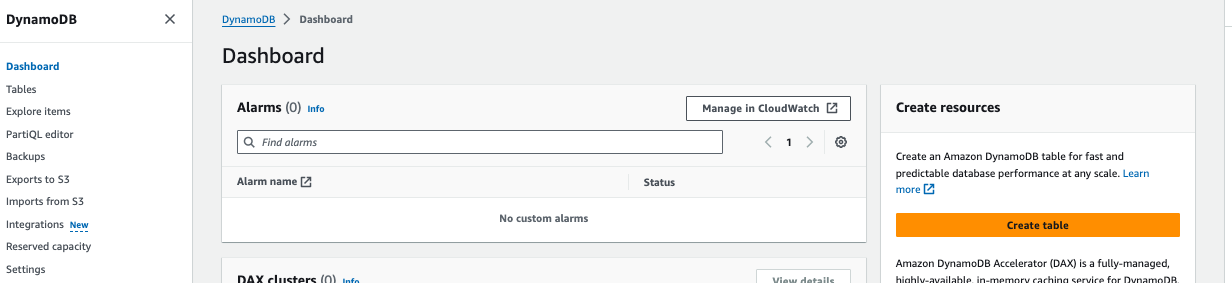 DynamoDB
Dashboard
Tables
Explore items
PartiQL editor
Backups
Exports to S3
Imports from S3
Integrations New
Reserved capacity
Settings
DynamoDB > Dashboard
Dashboard
Alarms (0) Info
Manage in CloudWatch
Find alarms
1
Alarm name
Status
No custom alarms
DAX clusters (0) Info
View details
Create resources
Create an Amazon DynamoDB table for fast and
predictable database performance at any scale. Learn
more
Create table
Amazon DynamoDB Accelerator (DAX) is a fully-managed,
highly-available, in-memory caching service for DynamoDB.